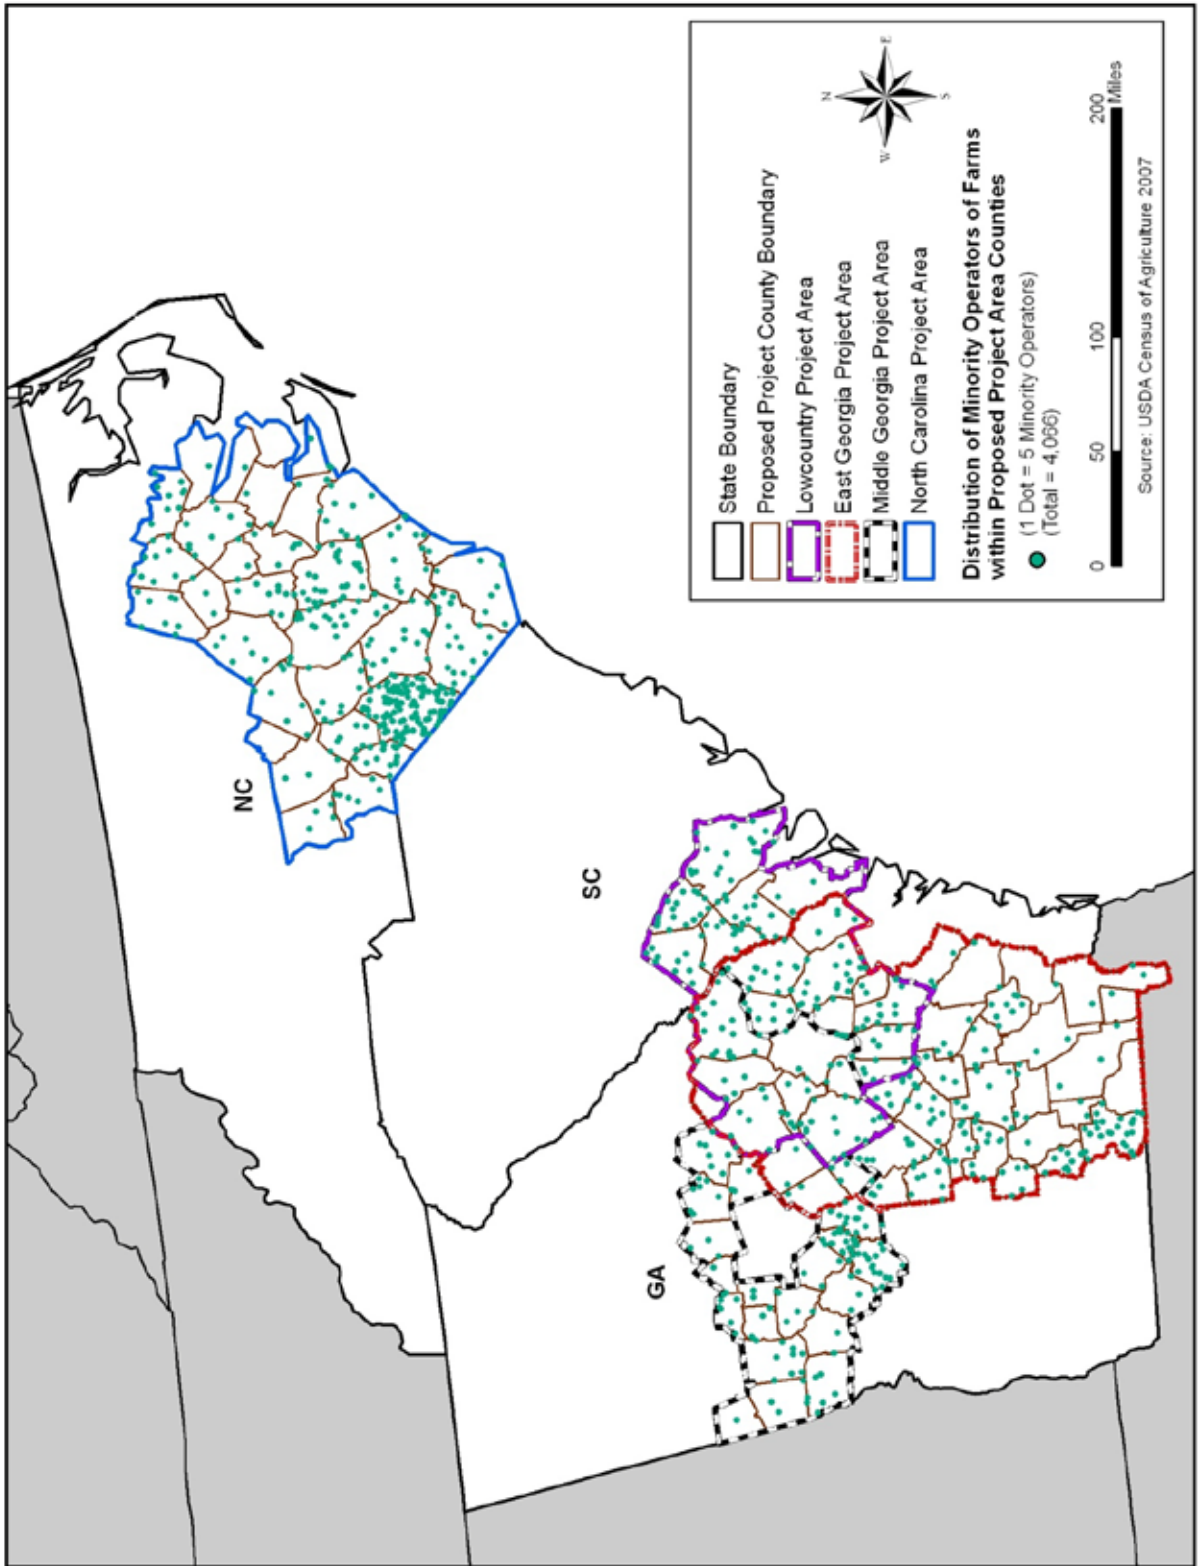 NC
SC
GA
N
W
E
S
State Boundary
Proposed Project County Boundary
Lowcountry Project Area
East Georgia Project Area
Middle Georgia Project Area
North Carolina Project Area
Distribution of Minority Operators of Farms
within Proposed Project Area Counties
(1 Dot = 5 Minority Operators)
(Total = 4,066)
0 50 100 200
Miles
Source: USDA Census of Agriculture 2007